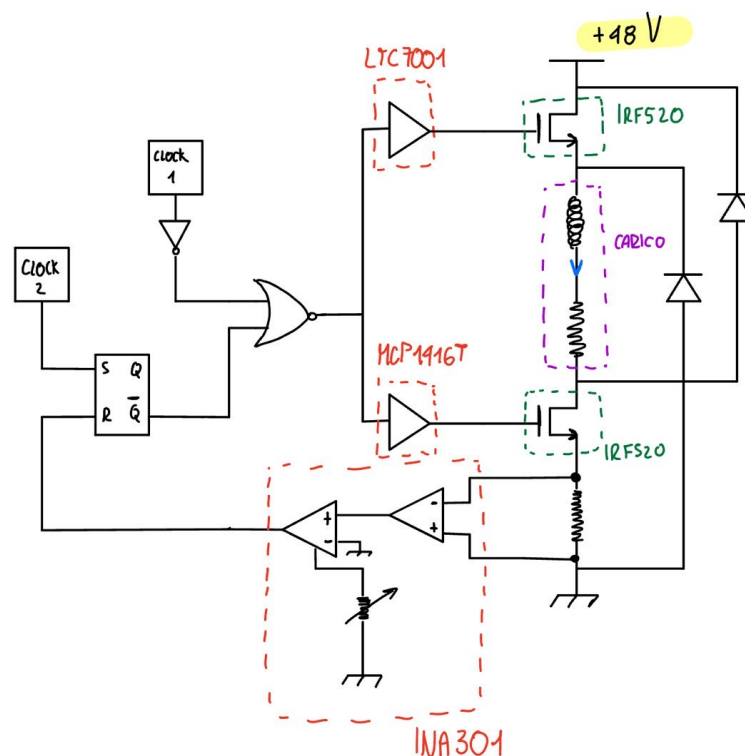 +48 V
LTC7001
IRF520
CLOCK
1
CARICO
CLOCK
2
MCP1416T
S Q
R Q̅
IRF520
-
+
+
-
INA301